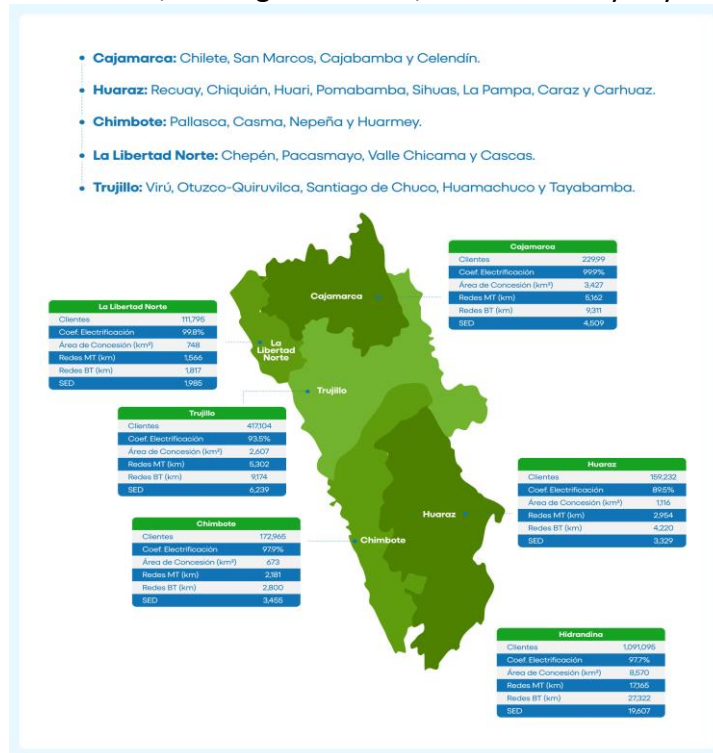 Cajamarca: Chilete, San Marcos, Cajabamba y Celendín.
Huaraz: Recuay, Chiquián, Huari, Pomabamba, Sihuas, La Pampa, Caraz y Carhuaz.
Chimbote: Pallasca, Casma, Nepeña y Huarmey.
La Libertad Norte: Chepén, Pacasmayo, Valle Chicama y Cascas.
Trujillo: Virú, Otuzco-Quiruvilca, Santiago de Chuco, Huamachuco y Tayabamba.
Cajamarca
Clientes 229,99
Coef. Electrificación 99.9%
Área de Concesión (km²) 3,427
Redes MT (km) 5,162
Redes BT (km) 9,311
SED 4,509
Cajamarca
La Libertad Norte
Clientes 111,795
Coef. Electrificación 99.8%
Área de Concesión (km²) 748
Redes MT (km) 1,566
Redes BT (km) 1,817
SED 1,985
La
Libertad
Norte
Trujillo
Trujillo
Clientes 417,104
Coef. Electrificación 93.5%
Área de Concesión (km²) 2,607
Redes MT (km) 5,302
Redes BT (km) 9,174
SED 6,239
Huaraz
Clientes 159,232
Coef. Electrificación 89.5%
Área de Concesión (km²) 1,116
Redes MT (km) 2,954
Redes BT (km) 4,220
SED 3,329
Huaraz
Chimbote
Clientes 172,965
Coef. Electrificación 97.9%
Área de Concesión (km²) 673
Redes MT (km) 2,181
Redes BT (km) 2,800
SED 3,455
Chimbote
Hidrandina
Clientes 1,091,095
Coef. Electrificación 97.7%
Área de Concesión (km²) 8,570
Redes MT (km) 17,165
Redes BT (km) 27,322
SED 19,607